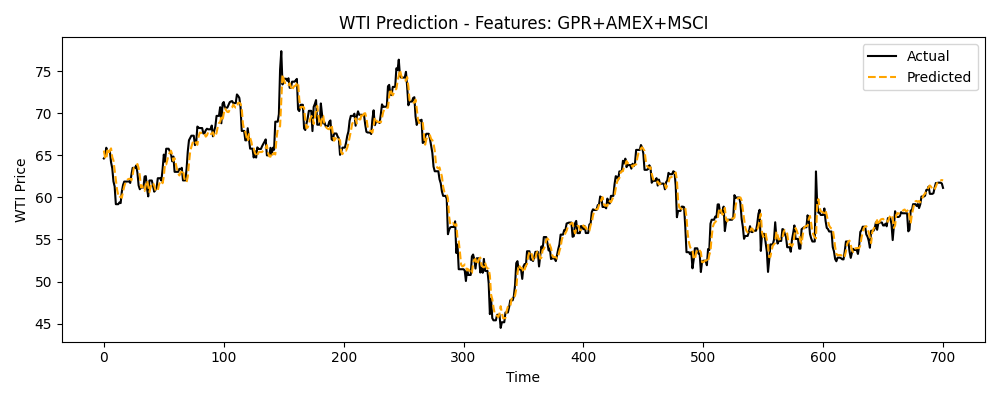 WTI Prediction - Features: GPR+AMEX+MSCI
Actual
Predicted
WTI Price
75
70
65
60
55
50
45
0 100 200 300 400 500 600 700
Time